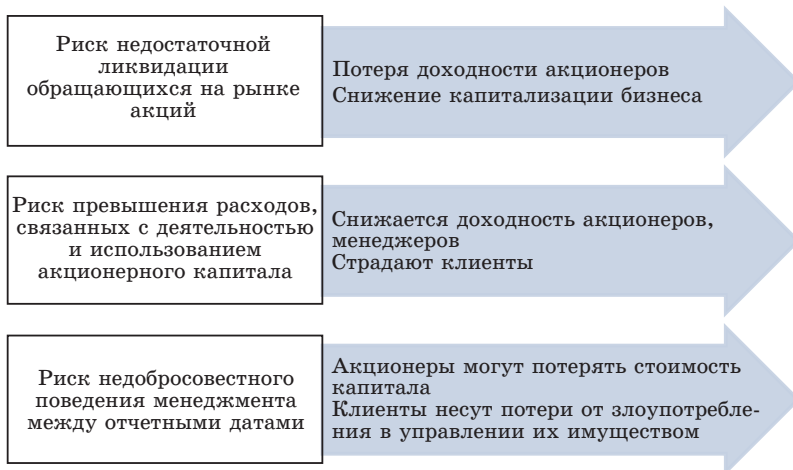 Риск недостаточной
ликвидации
обращающихся на рынке
акций
Потеря доходности акционеров
Снижение капитализации бизнеса
Риск превышения расходов,
связанных с деятельностью
и использованием
акционерного капитала
Снижается доходность акционеров,
менеджеров
Страдают клиенты
Риск недобросовестного
поведения менеджмента
между отчетными датами
Акционеры могут потерять стоимость
капитала
Клиенты несут потери от злоупотребле-
ния в управлении их имуществом